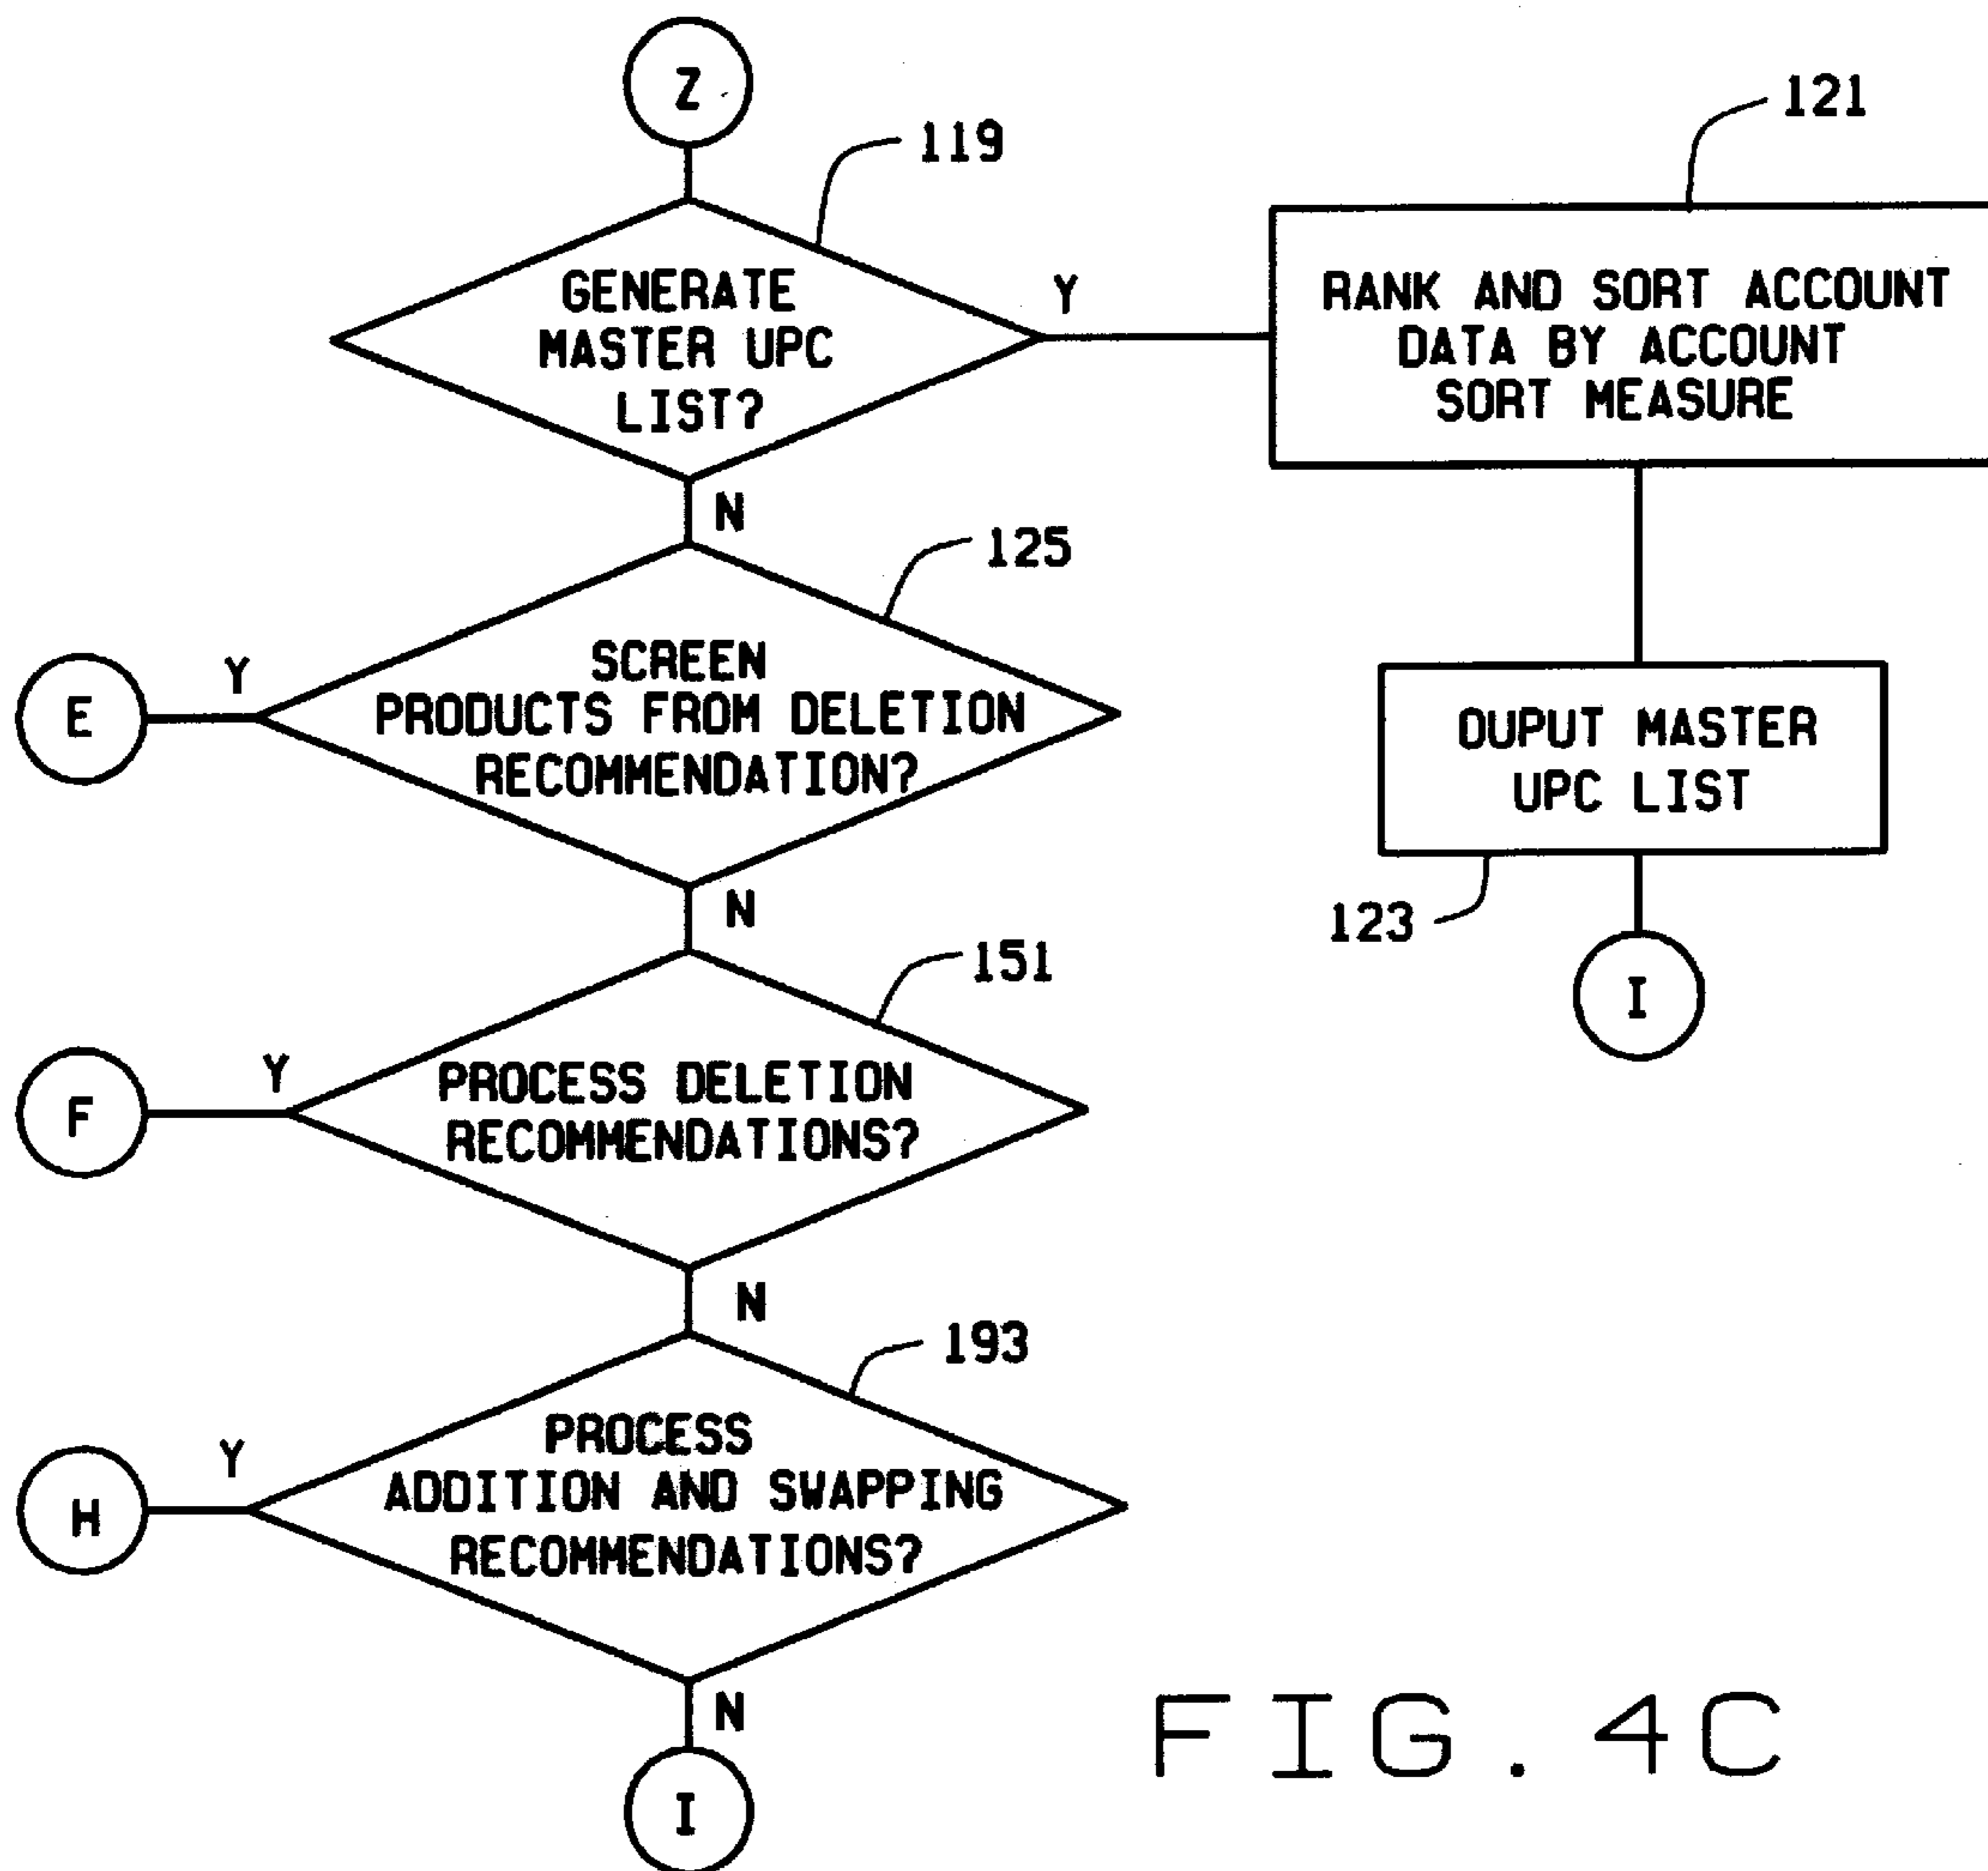 Z
119
121
GENERATE
MASTER UPC
LIST?
Y
RANK AND SORT ACCOUNT
DATA BY ACCOUNT
SORT MEASURE
N
125
E
Y
SCREEN
PRODUCTS FROM DELETION
RECOMMENDATION?
OUPUT MASTER
UPC LIST
N
123
I
151
F
Y
PROCESS DELETION
RECOMMENDATIONS?
N
193
H
Y
PROCESS
ADDITION AND SWAPPING
RECOMMENDATIONS?
N
I
FIG. 4C